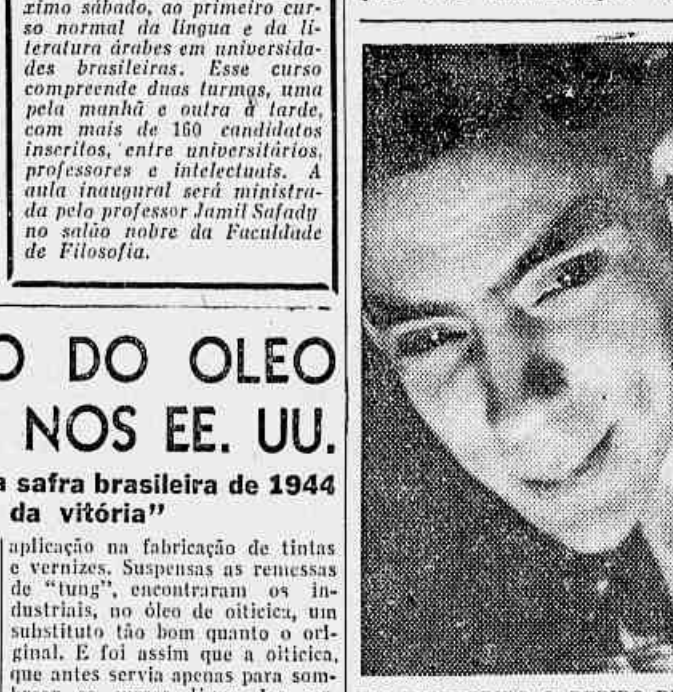 ximo sábado, ao primeiro cur-
so normal da língua e da li-
teratura árabes em universida-
des brasileiras. Esse curso
compreende duas turmas, uma
pela manhã e outra à tarde,
com mais de 160 candidatos
inscritos, entre universitários,
professores e intelectuais. A
aula inaugural será ministra-
da pelo professor Jamil Safady
no salão nobre da Faculdade
de Filosofia.
O DO OLEO
NOS EE. UU.
a safra brasileira de 1944
da vitória”
aplicação na fabricação de tintas
e vernizes. Suspensas as remessas
de “tung”, encontraram os in-
dustriais, no óleo de oiticica, um
substituto tão bom quanto o ori-
ginal. E foi assim que a oiticica,
que antes servia apenas para som-